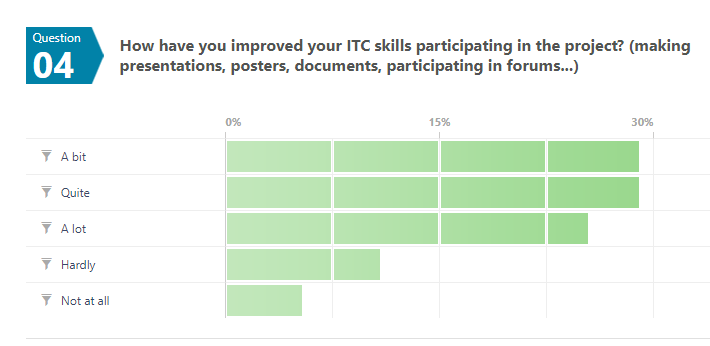 Question
04
How have you improved your ITC skills participating in the project? (making
presentations, posters, documents, participating in forums...)
0% 15% 30%
A bit
Quite
A lot
Hardly
Not at all